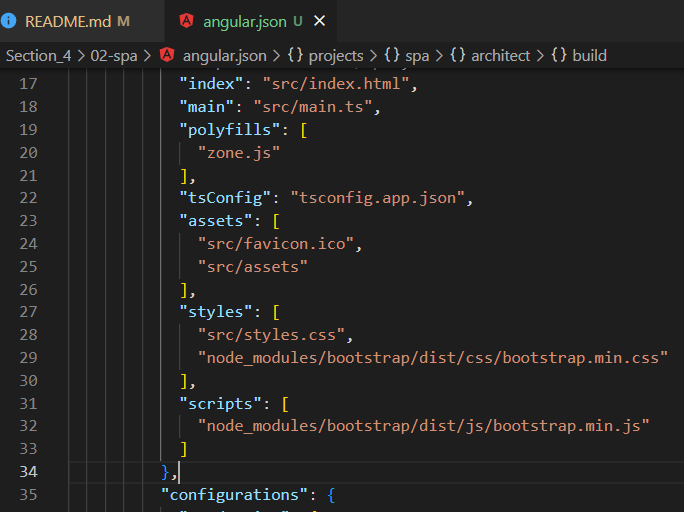 README.md M angular.json U
Section_4 > 02-spa > angular.json > {} projects > {} spa > {} architect > {} build
17 "index": "src/index.html",
18 "main": "src/main.ts",
19 "polyfills": [
20 "zone.js"
21 ],
22 "tsConfig": "tsconfig.app.json",
23 "assets": [
24 "src/favicon.ico",
25 "src/assets"
26 ],
27 "styles": [
28 "src/styles.css",
29 "node_modules/bootstrap/dist/css/bootstrap.min.css"
30 ],
31 "scripts": [
32 "node_modules/bootstrap/dist/js/bootstrap.min.js"
33 ]
34 },
35 "configurations": {